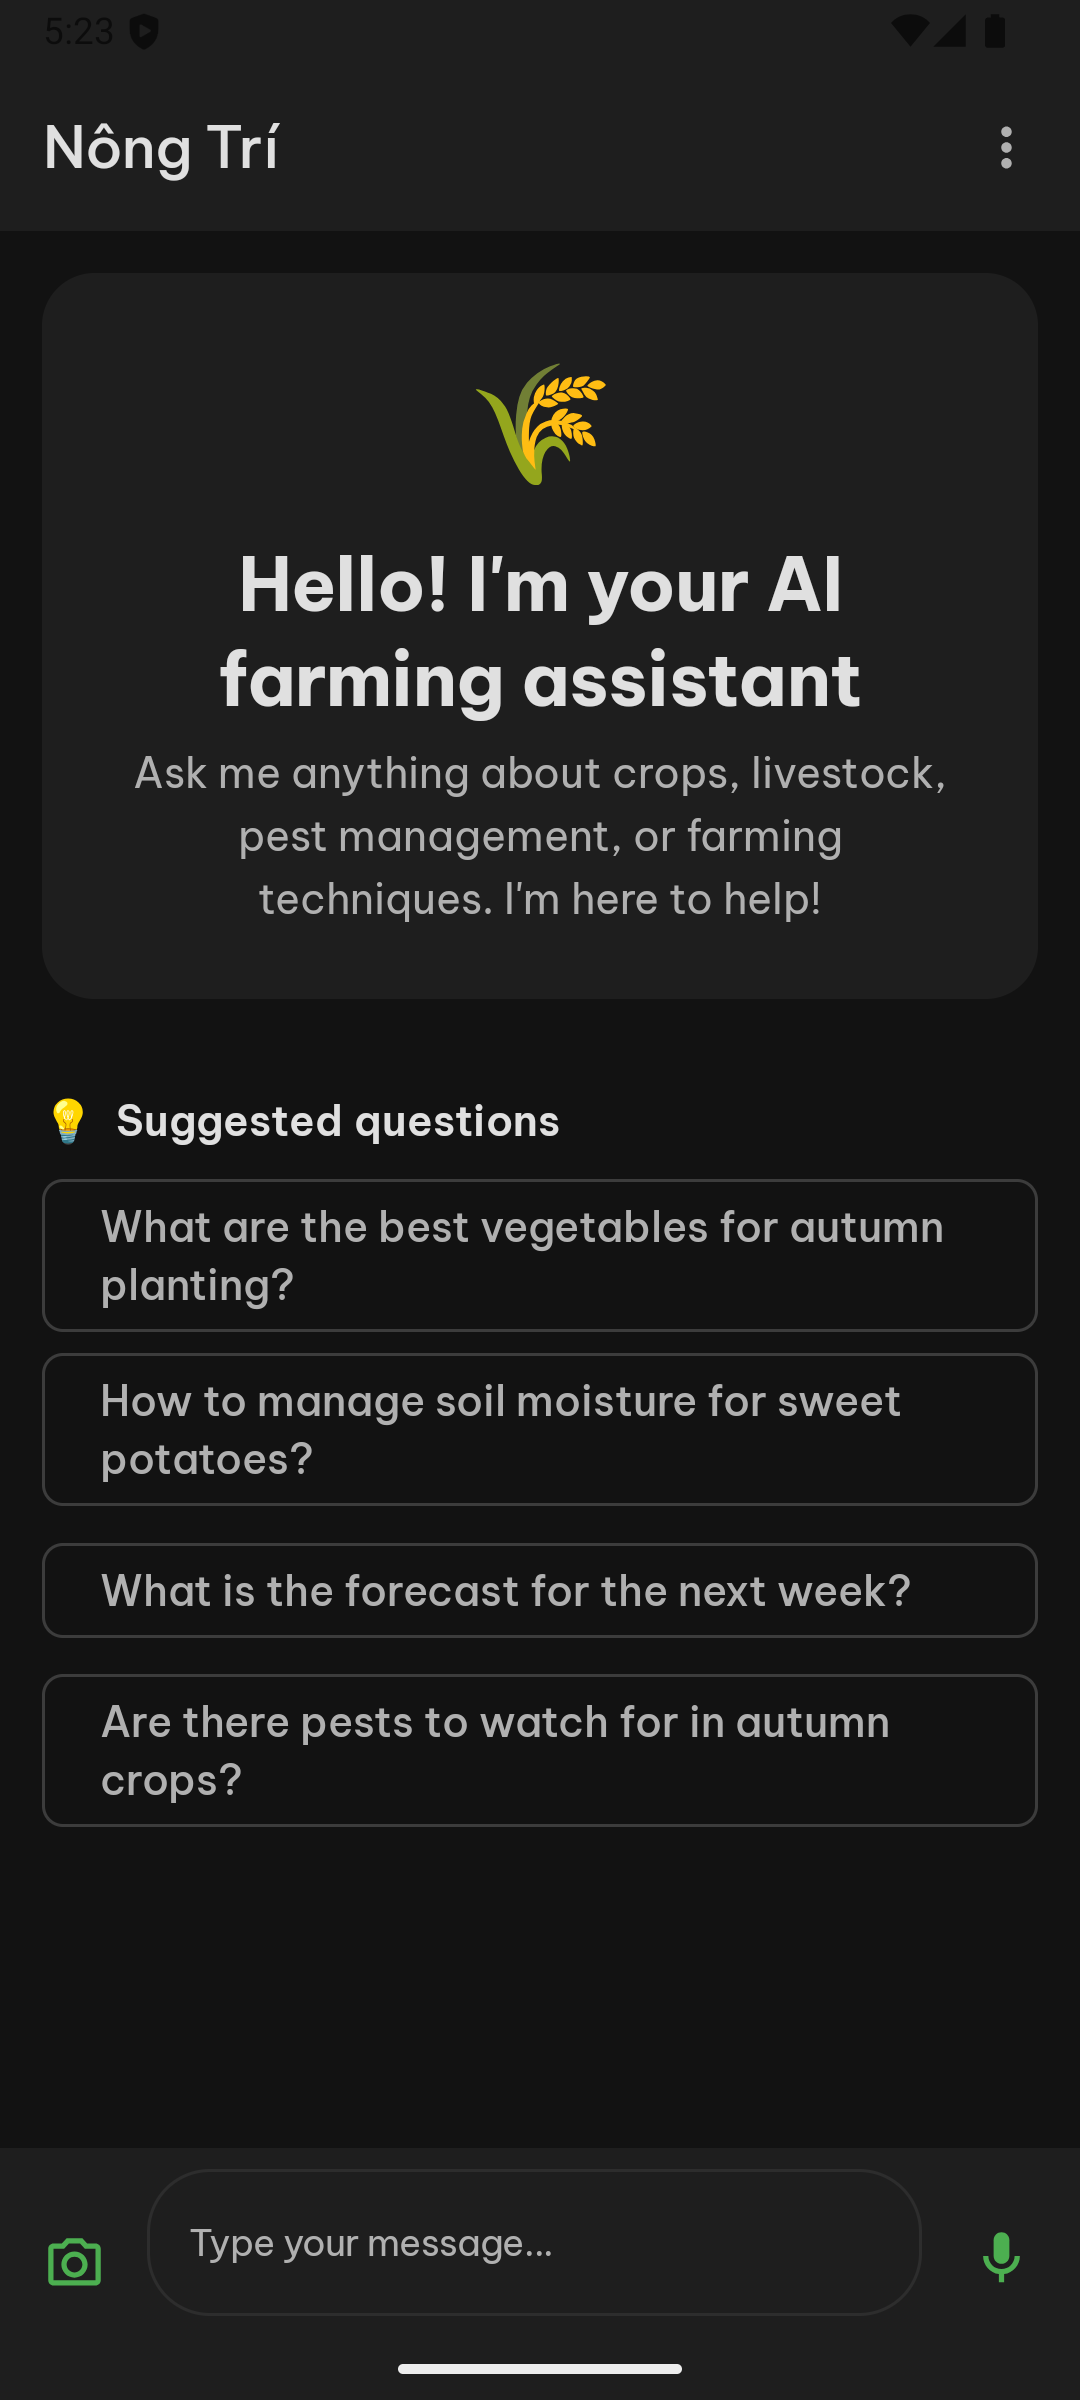 5:23
Nông Trí
Hello! I'm your AI
farming assistant
Ask me anything about crops, livestock,
pest management, or farming
techniques. I'm here to help!
Suggested questions
What are the best vegetables for autumn
planting?
How to manage soil moisture for sweet
potatoes?
What is the forecast for the next week?
Are there pests to watch for in autumn
crops?
Type your message...